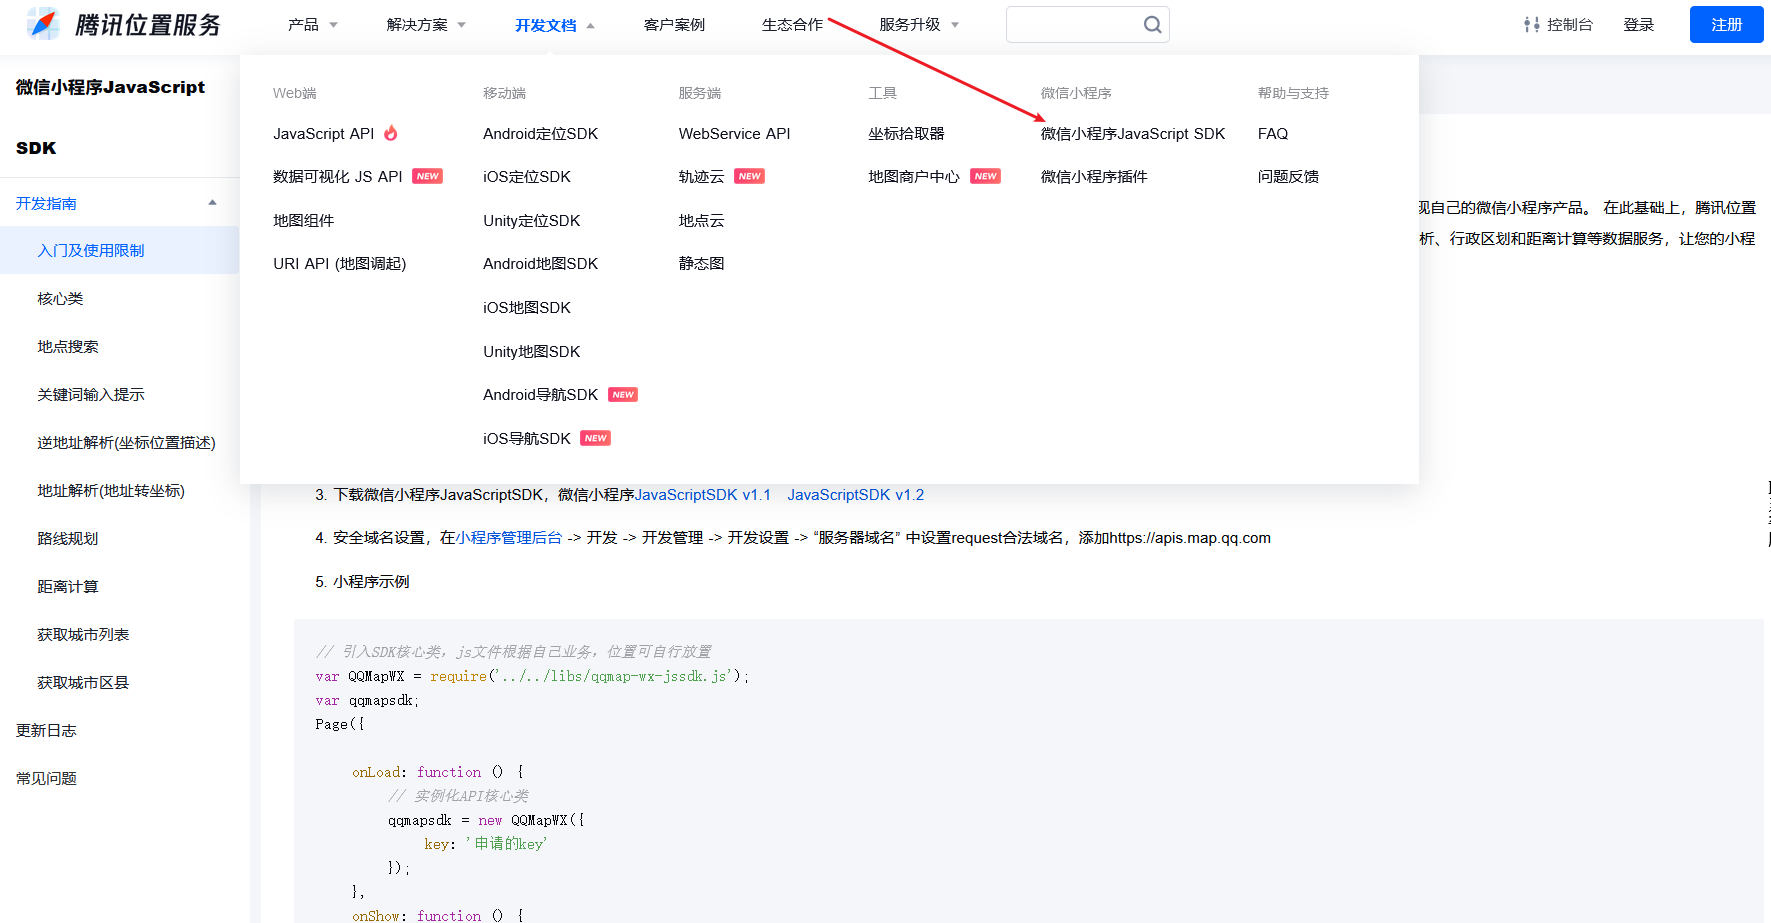 腾讯位置服务
产品 解决方案 开发文档 客户案例 生态合作 服务升级 控制台 登录 注册
微信小程序JavaScript
SDK
开发指南
入门及使用限制
核心类
地点搜索
关键词输入提示
逆地址解析(坐标位置描述)
地址解析(地址转坐标)
路线规划
距离计算
获取城市列表
获取城市区县
更新日志
常见问题
Web端
JavaScript API
数据可视化 JS API NEW
地图组件
URI API (地图调起)
移动端
Android定位SDK
iOS定位SDK
Unity定位SDK
Android地图SDK
iOS地图SDK
Unity地图SDK
Android导航SDK NEW
iOS导航SDK NEW
服务端
WebService API
轨迹云 NEW
地点云
静态图
工具
坐标拾取器
地图商户中心 NEW
微信小程序
微信小程序JavaScript SDK
微信小程序插件
帮助与支持
FAQ
问题反馈
现自己的微信小程序产品。 在此基础上，腾讯位置
析、行政区划和距离计算等数据服务，让您的小程
3. 下载微信小程序JavaScriptSDK，微信小程序JavaScriptSDK v1.1 JavaScriptSDK v1.2
4. 安全域名设置，在小程序管理后台 -> 开发 -> 开发管理 -> 开发设置 -> “服务器域名” 中设置request合法域名，添加https://apis.map.qq.com
5. 小程序示例
// 引入SDK核心类，js文件根据自己业务，位置可自行放置
var QQMapWX = require('../../libs/qqmap-wx-jssdk.js');
var qqmapsdk;
Page({
onLoad: function () {
// 实例化API核心类
qqmapsdk = new QQMapWX({
key: '申请的key'
});
},
onShow: function () {